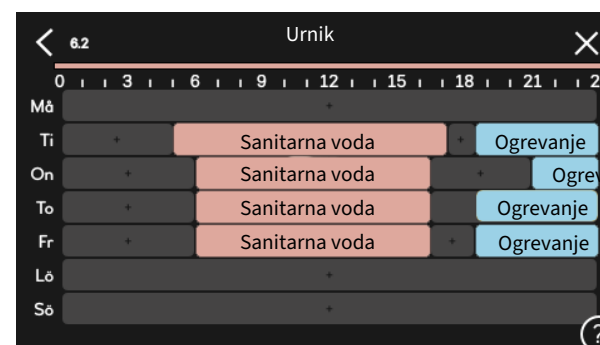 6.2 Urnik
0 3 6 9 12 15 18 21 2
Må +
Ti + Sanitarna voda + Ogrevanje
On + Sanitarna voda + Ogrev
To + Sanitarna voda Ogrevanje
Fr + Sanitarna voda + Ogrevanje
Lö +
Sö +
?